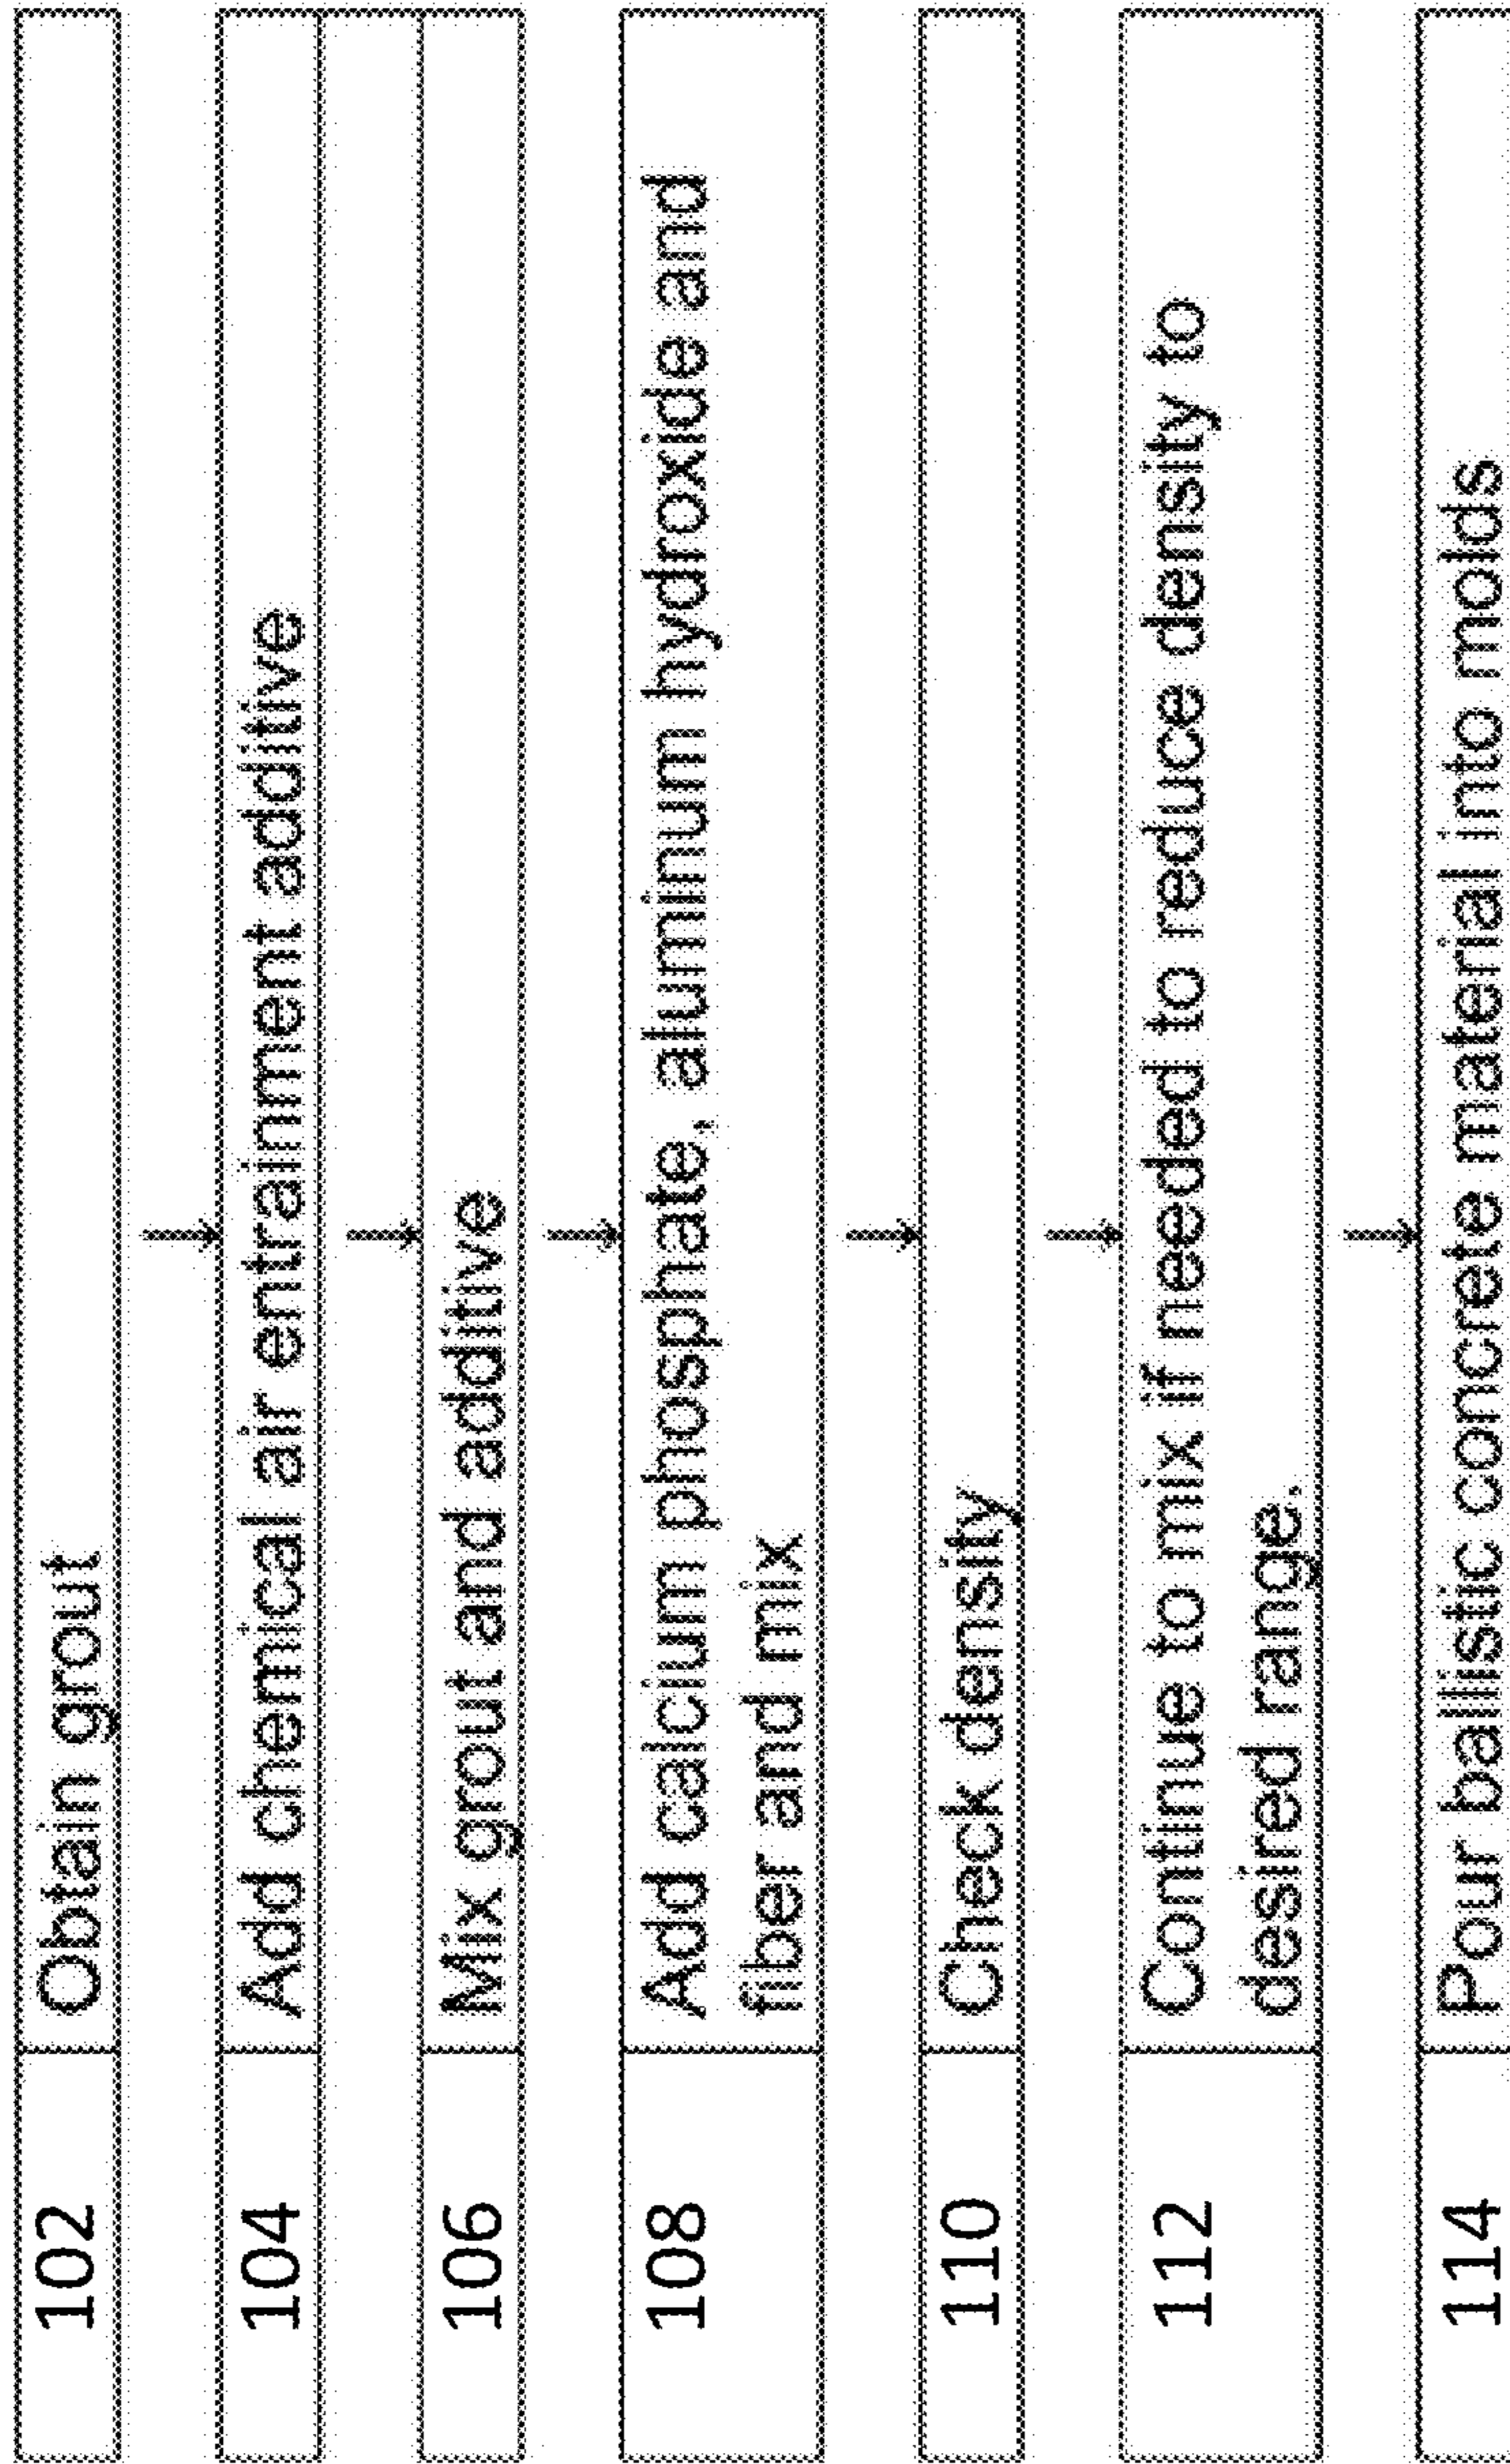 102 Obtain grout
104 Add chemical air entrainment additive
106 Mix grout and additive
108 Add calcium phosphate, aluminum hydroxide and
fiber and mix
110 Check density
112 Continue to mix if needed to reduce density to
desired range.
114 Pour ballistic concrete material into molds